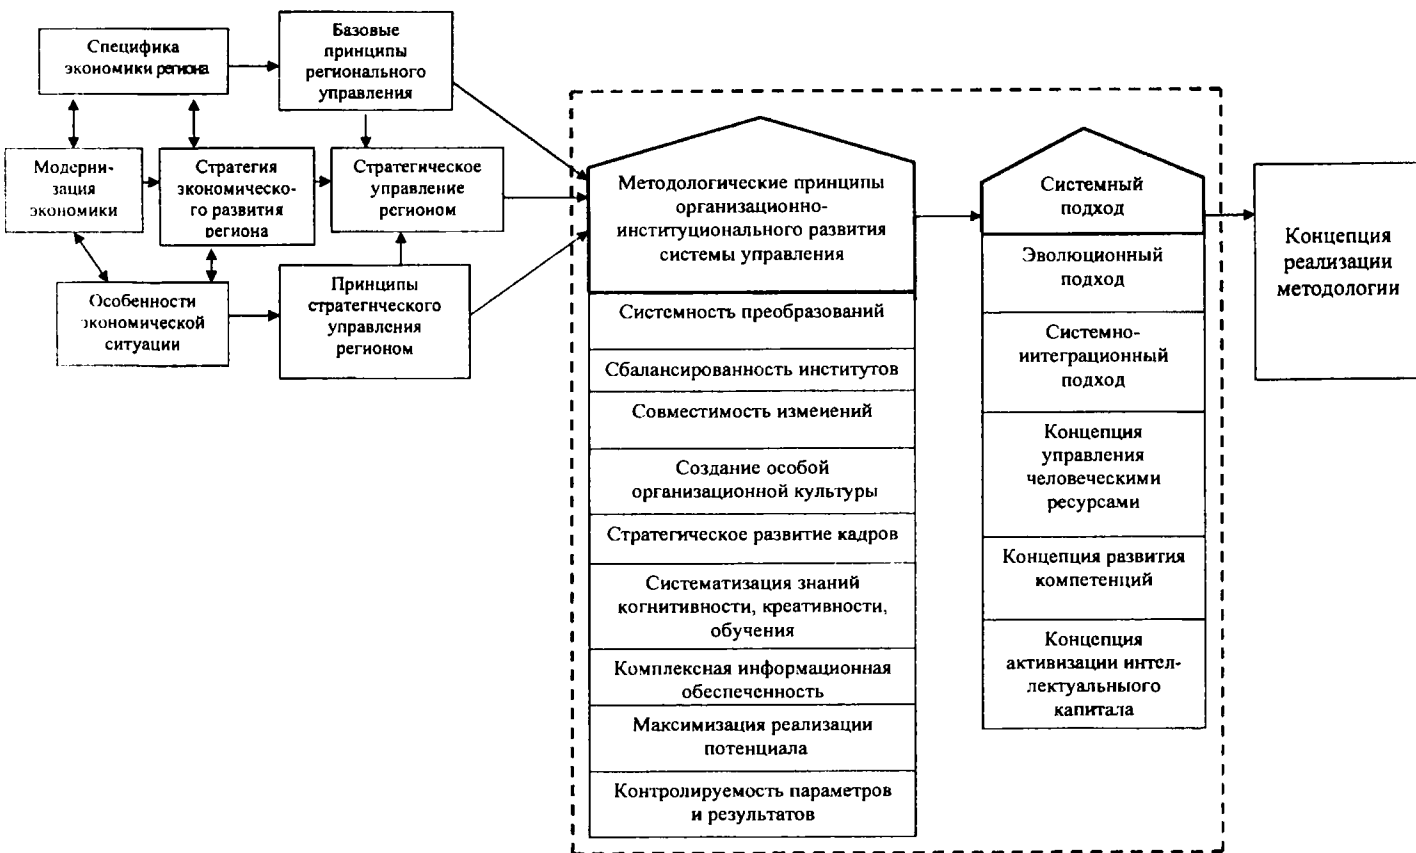 Специфика
экономики региона
Базовые
принципы
регионального
управления
Модерни-
зация
экономики
Стратегия
экономическо-
го развития
региона
Стратегическое
управление
регионом
Особенности
экономической
ситуации
Принципы
стратегического
управления
регионом
Методологические принципы
организационно-
институционального развития
системы управления
Системность преобразований
Сбалансированность институтов
Совместимость изменений
Создание особой
организационной культуры
Стратегическое развитие кадров
Систематизация знаний
когнитивности, креативности,
обучения
Комплексная информационная
обеспеченность
Максимизация реализации
потенциала
Контролируемость параметров
и результатов
Системный
подход
Эволюционный
подход
Системно-
интеграционный
подход
Концепция
управления
человеческими
ресурсами
Концепция развития
компетенций
Концепция
активизации интел-
лектуального
капитала
Концепция
реализации
методологии